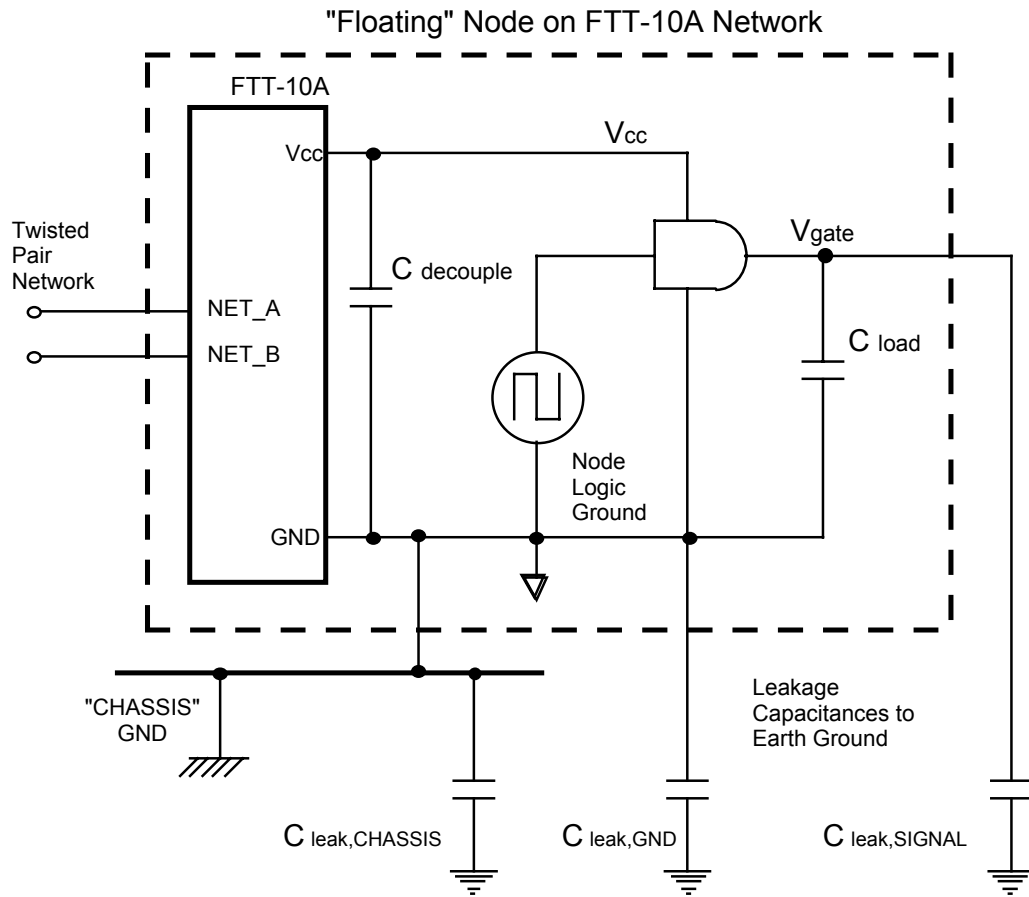 "Floating" Node on FTT-10A Network
FTT-10A
Vcc
Vcc
Vgate
Twisted
Pair
Network
NET_A
NET_B
C decouple
C load
Node
Logic
Ground
GND
"CHASSIS"
GND
Leakage
Capacitances to
Earth Ground
C leak,CHASSIS
C leak,GND
C leak,SIGNAL